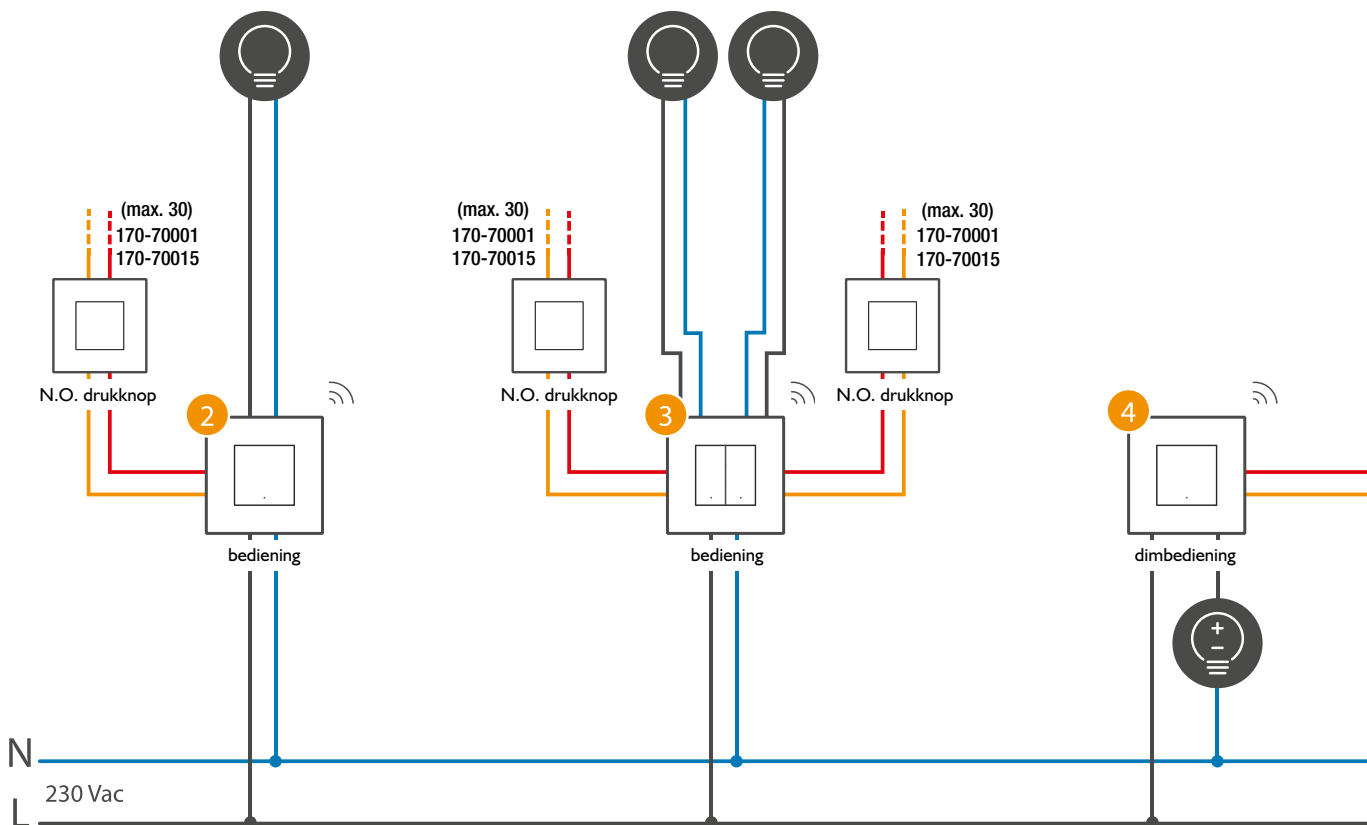 (max. 30)
170-70001
170-70015
N.O. drukknop
2
bediening
(max. 30)
170-70001
170-70015
N.O. drukknop
3
bediening
(max. 30)
170-70001
170-70015
N.O. drukknop
4
dimbediening
+
−
N
230 Vac
L